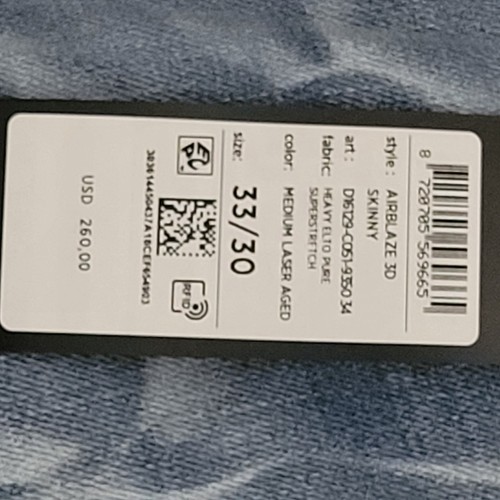 8 720705 569665
style : AIRBLAZE 3D
SKINNY
art : D16129-C051-9350 34
fabric: HEAVY ELTO PURE
SUPERSTRETCH
color: MEDIUM LASER AGED
size: 33/30
RFID
USD 260,00